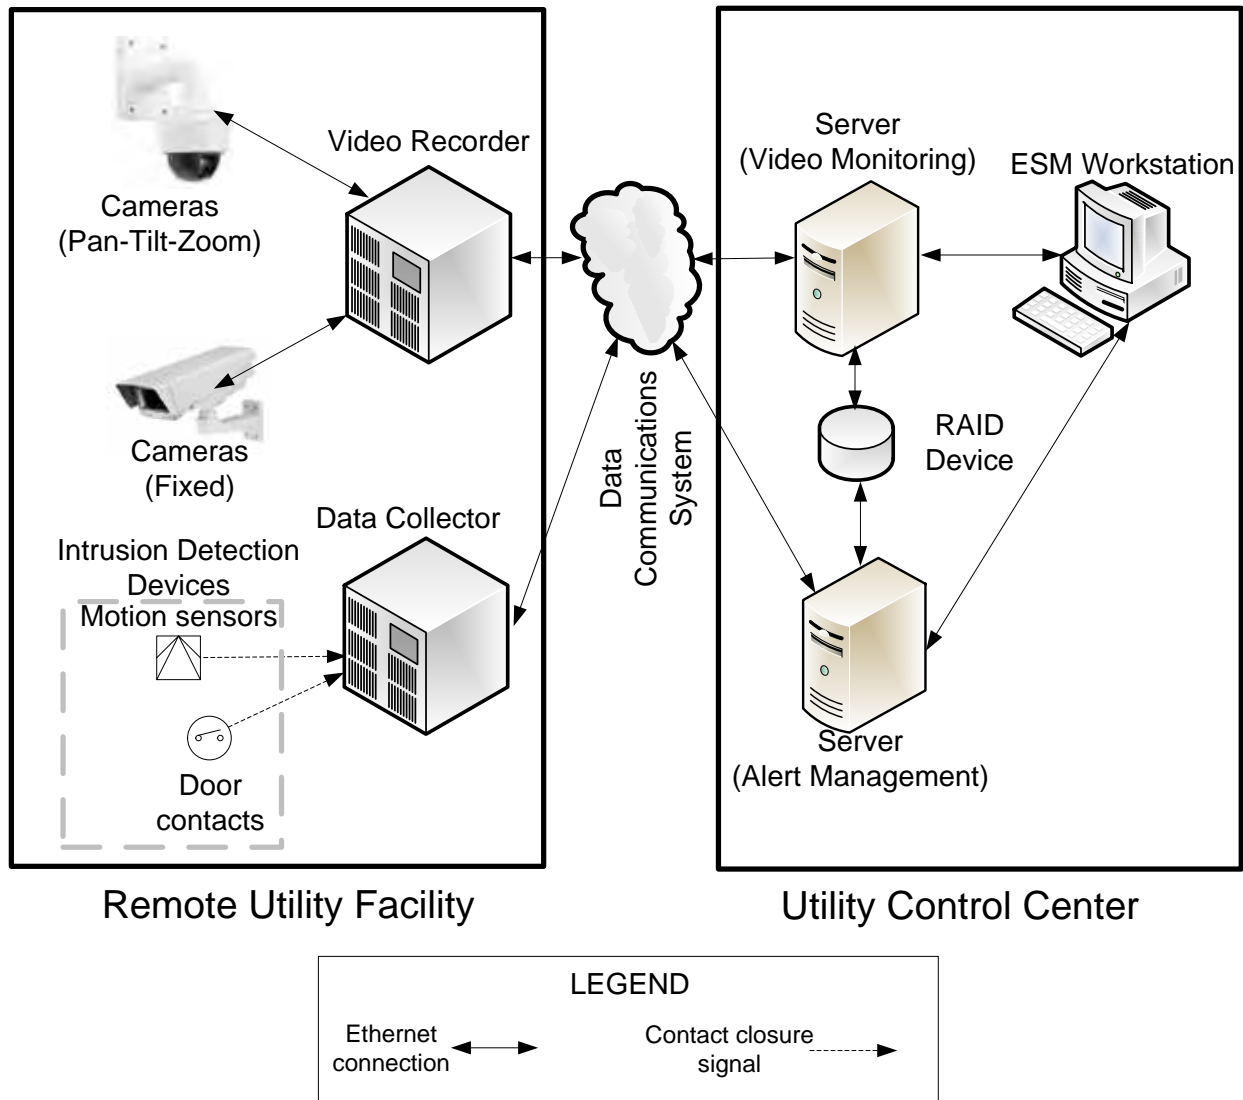 Video Recorder
Cameras
(Pan-Tilt-Zoom)
Cameras
(Fixed)
Data Collector
Intrusion Detection
Devices
Motion sensors
Door
contacts
Data
Communications
System
Server
(Video Monitoring)
ESM Workstation
RAID
Device
Server
(Alert Management)
Remote Utility Facility
Utility Control Center
LEGEND
Ethernet
connection
Contact closure
signal